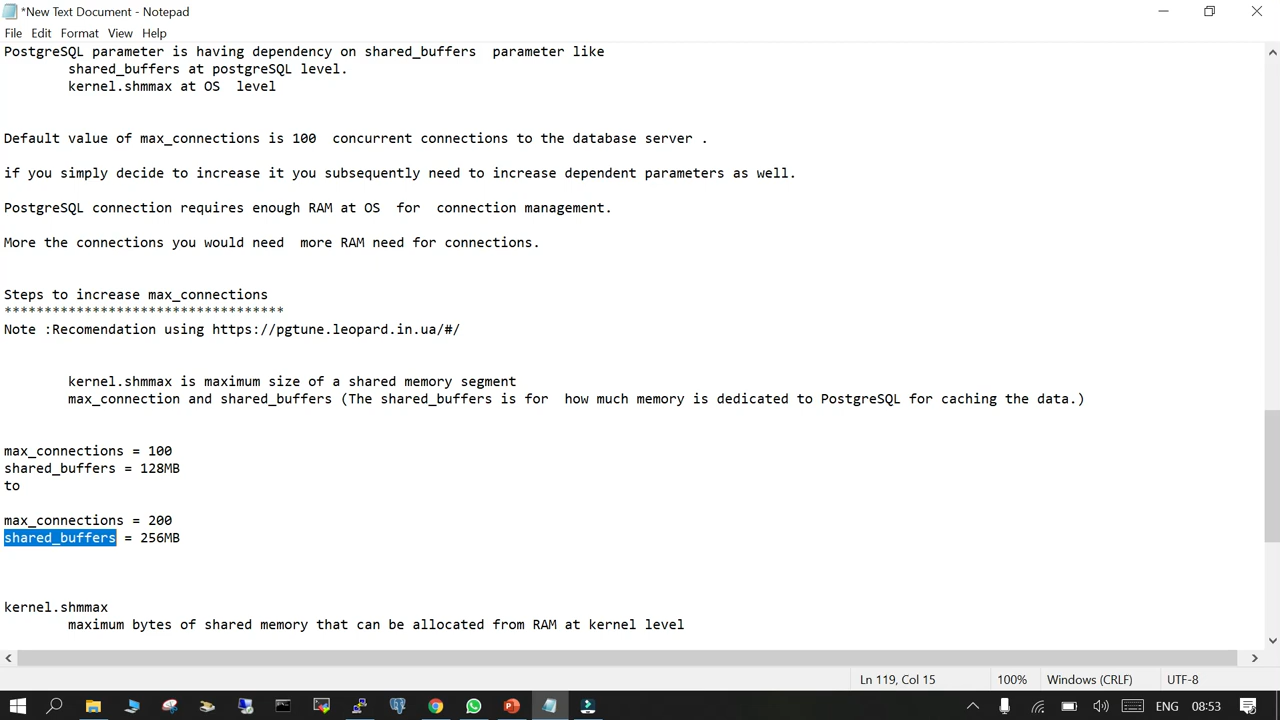 *New Text Document - Notepad
File Edit Format View Help
PostgreSQL parameter is having dependency on shared_buffers  parameter like
shared_buffers at postgreSQL level.
kernel.shmmax at OS  level
Default value of max_connections is 100  concurrent connections to the database server .
if you simply decide to increase it you subsequently need to increase dependent parameters as well.
PostgreSQL connection requires enough RAM at OS  for  connection management.
More the connections you would need  more RAM need for connections.
Steps to increase max_connections
***********************************
Note :Recomendation using https://pgtune.leopard.in.ua/#/
kernel.shmmax is maximum size of a shared memory segment
max_connection and shared_buffers (The shared_buffers is for  how much memory is dedicated to PostgreSQL for caching the data.)
max_connections = 100
shared_buffers = 128MB
to
max_connections = 200
shared_buffers = 256MB
kernel.shmmax
maximum bytes of shared memory that can be allocated from RAM at kernel level
Ln 119, Col 15 100% Windows (CRLF) UTF-8
ENG 08:53